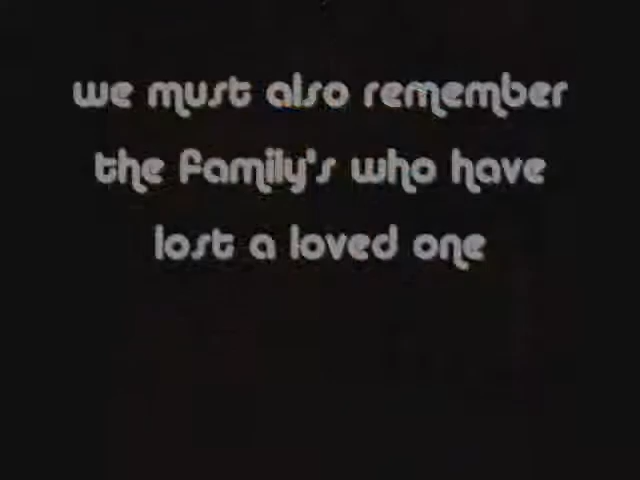 we must also remember
the family's who have
lost a loved one